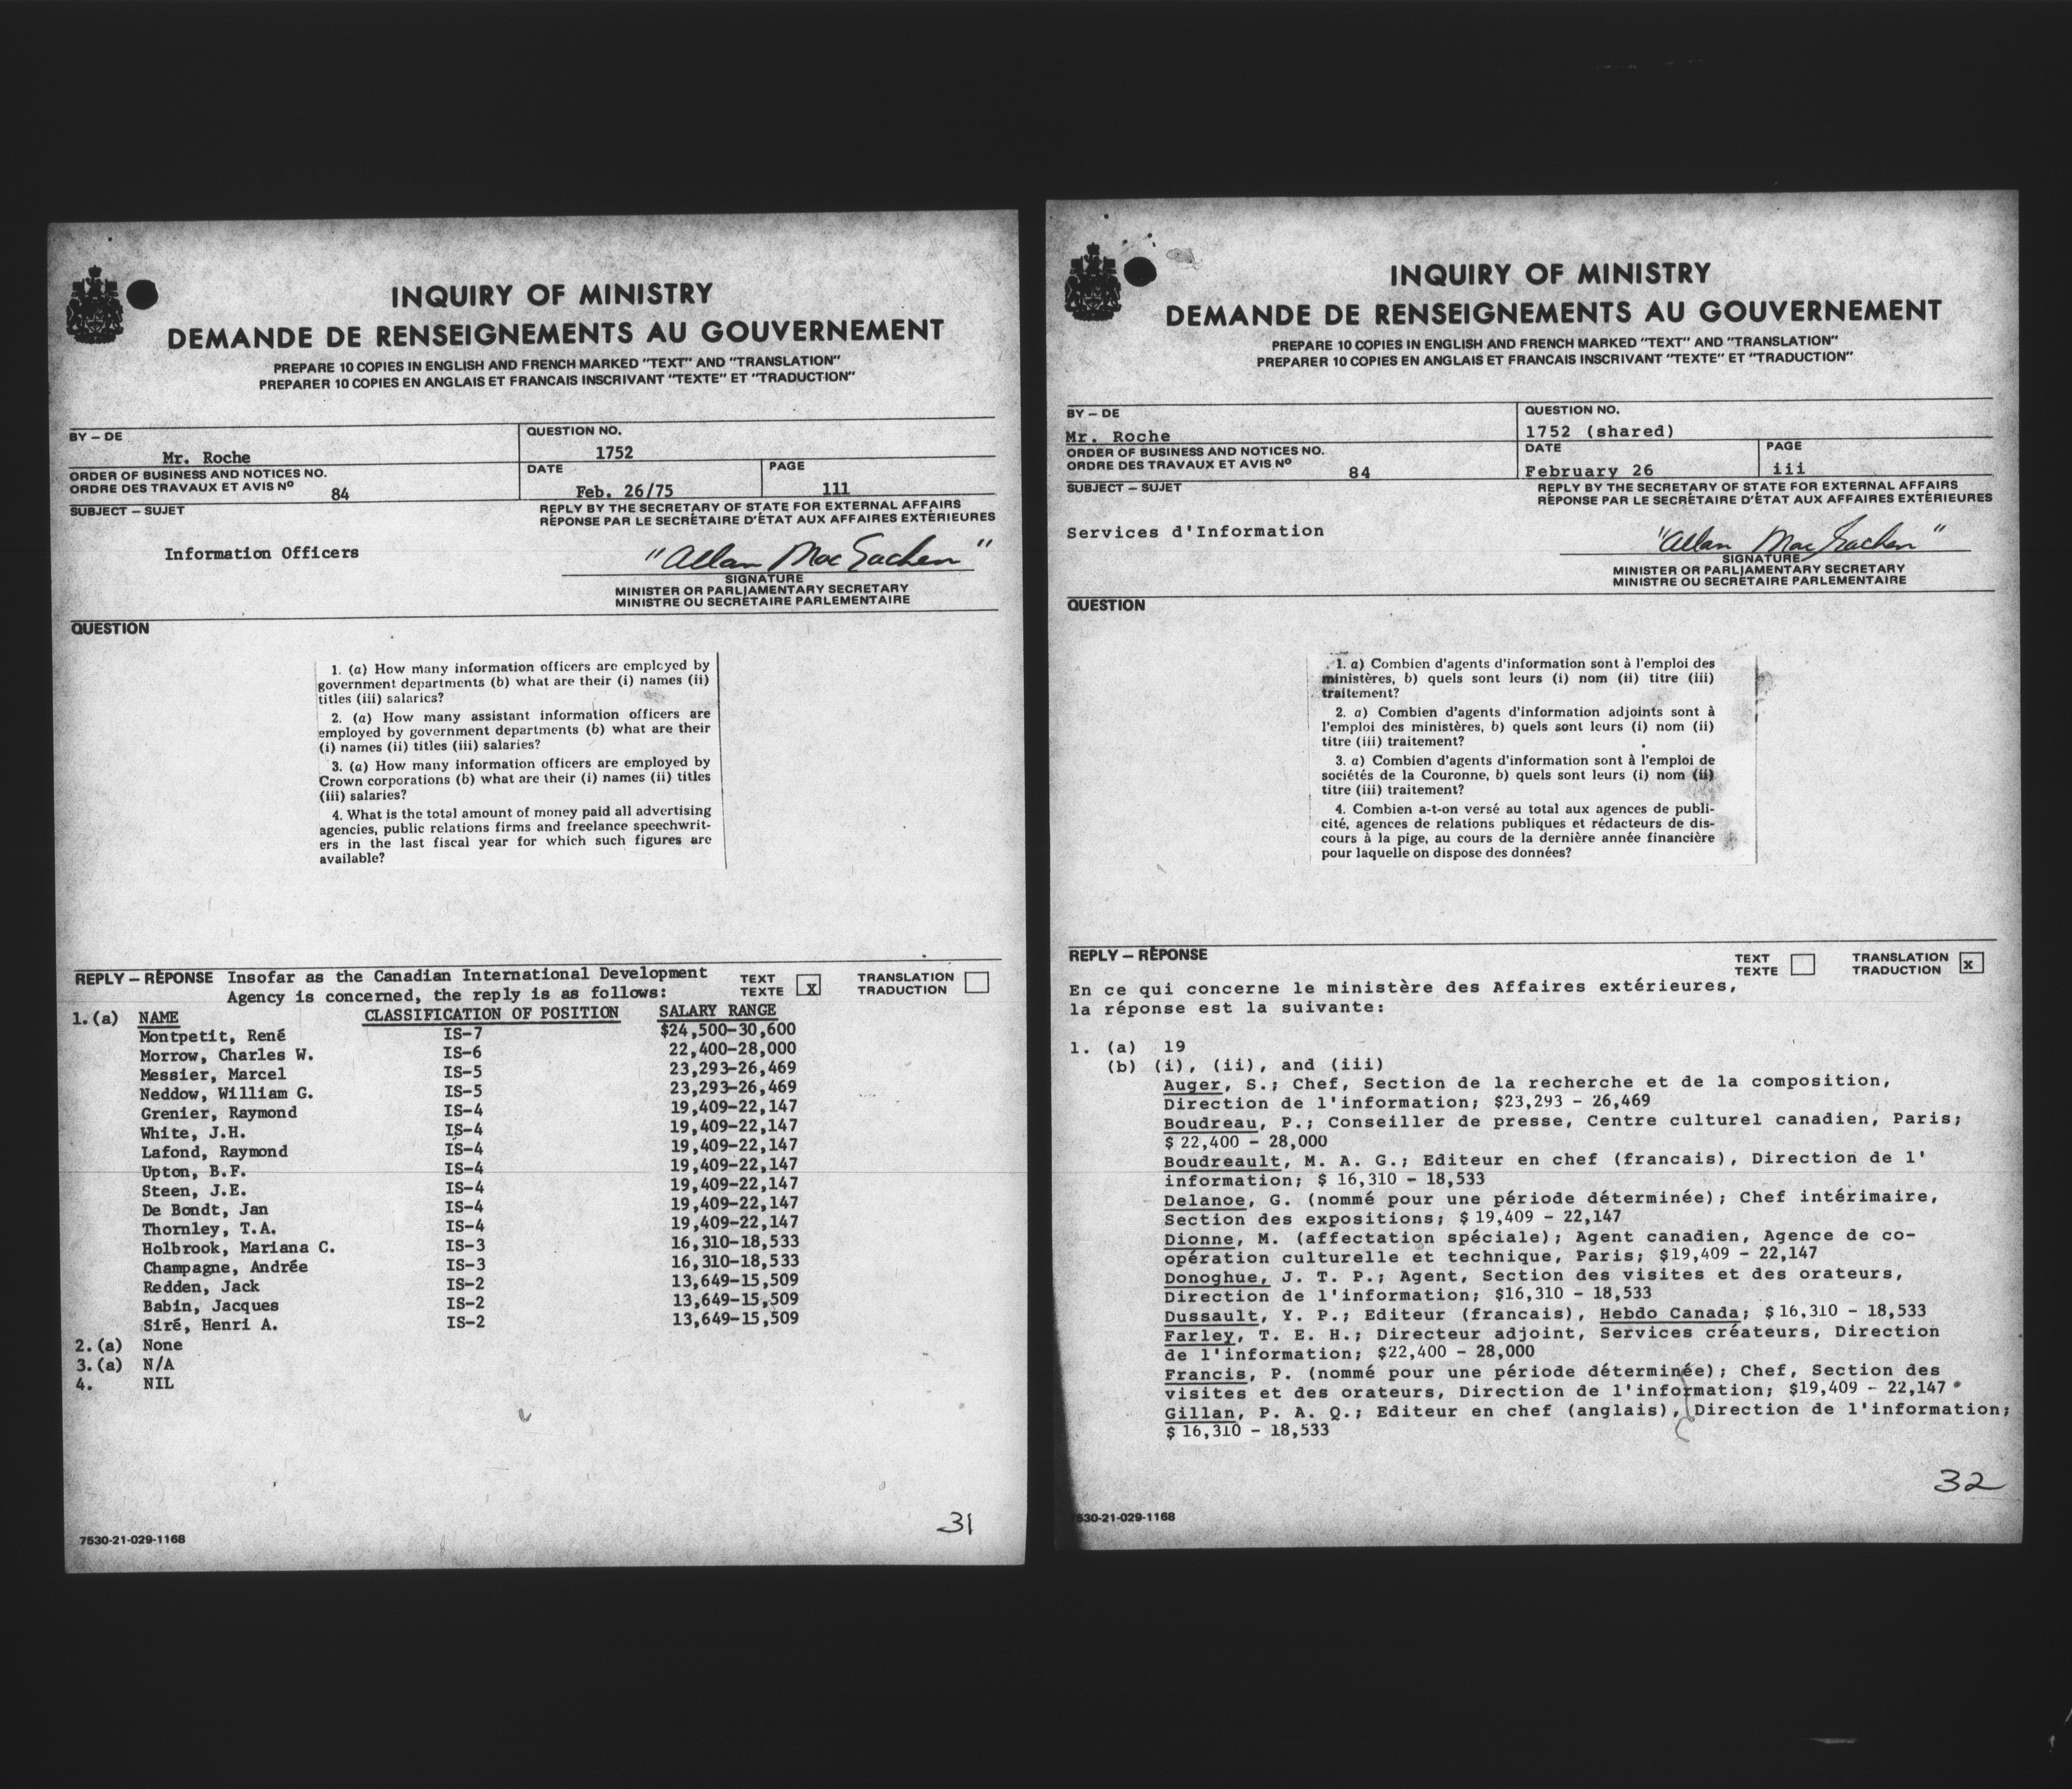 INQUIRY OF MINISTRY
DEMANDE DE RENSEIGNEMENTS AU GOUVERNEMENT
PREPARE 10 COPIES IN ENGLISH AND FRENCH MARKED "TEXT" AND "TRANSLATION"
PREPARER 10 COPIES EN ANGLAIS ET FRANCAIS INSCRIVANT "TEXTE" ET "TRADUCTION"
BY – DE
Mr. Roche
QUESTION NO.
1752
ORDER OF BUSINESS AND NOTICES NO.
ORDRE DES TRAVAUX ET AVIS Nº
84
DATE
Feb. 26/75
PAGE
111
SUBJECT – SUJET
Information Officers
REPLY BY THE SECRETARY OF STATE FOR EXTERNAL AFFAIRS
RÉPONSE PAR LE SECRÉTAIRE D'ÉTAT AUX AFFAIRES EXTÉRIEURES
"Allan MacEachen"
SIGNATURE
MINISTER OR PARLIAMENTARY SECRETARY
MINISTRE OU SECRÉTAIRE PARLEMENTAIRE
QUESTION
1. (a) How many information officers are employed by
government departments (b) what are their (i) names (ii)
titles (iii) salaries?
2. (a) How many assistant information officers are
employed by government departments (b) what are their
(i) names (ii) titles (iii) salaries?
3. (a) How many information officers are employed by
Crown corporations (b) what are their (i) names (ii) titles
(iii) salaries?
4. What is the total amount of money paid all advertising
agencies, public relations firms and freelance speechwrit-
ers in the last fiscal year for which such figures are
available?
REPLY – RÉPONSE Insofar as the Canadian International Development
Agency is concerned, the reply is as follows:
TEXT
TEXTE x
TRANSLATION
TRADUCTION
1.(a) NAME CLASSIFICATION OF POSITION SALARY RANGE
Montpetit, René IS-7 $24,500-30,600
Morrow, Charles W. IS-6 22,400-28,000
Messier, Marcel IS-5 23,293-26,469
Neddow, William G. IS-5 23,293-26,469
Grenier, Raymond IS-4 19,409-22,147
White, J.H. IS-4 19,409-22,147
Lafond, Raymond IS-4 19,409-22,147
Upton, B.F. IS-4 19,409-22,147
Steen, J.E. IS-4 19,409-22,147
De Bondt, Jan IS-4 19,409-22,147
Thornley, T.A. IS-4 19,409-22,147
Holbrook, Mariana C. IS-3 16,310-18,533
Champagne, Andrée IS-3 16,310-18,533
Redden, Jack IS-2 13,649-15,509
Babin, Jacques IS-2 13,649-15,509
Siré, Henri A. IS-2 13,649-15,509
2.(a) None
3.(a) N/A
4. NIL
31
7530-21-029-1168
INQUIRY OF MINISTRY
DEMANDE DE RENSEIGNEMENTS AU GOUVERNEMENT
PREPARE 10 COPIES IN ENGLISH AND FRENCH MARKED "TEXT" AND "TRANSLATION"
PREPARER 10 COPIES EN ANGLAIS ET FRANCAIS INSCRIVANT "TEXTE" ET "TRADUCTION"
BY – DE
Mr. Roche
QUESTION NO.
1752 (shared)
ORDER OF BUSINESS AND NOTICES NO.
ORDRE DES TRAVAUX ET AVIS Nº
84
DATE
February 26
PAGE
iii
SUBJECT – SUJET
Services d'Information
REPLY BY THE SECRETARY OF STATE FOR EXTERNAL AFFAIRS
RÉPONSE PAR LE SECRÉTAIRE D'ÉTAT AUX AFFAIRES EXTÉRIEURES
"Allan MacEachen"
SIGNATURE
MINISTER OR PARLIAMENTARY SECRETARY
MINISTRE OU SECRÉTAIRE PARLEMENTAIRE
QUESTION
1. a) Combien d'agents d'information sont à l'emploi des
ministères, b) quels sont leurs (i) nom (ii) titre (iii)
traitement?
2. a) Combien d'agents d'information adjoints sont à
l'emploi des ministères, b) quels sont leurs (i) nom (ii)
titre (iii) traitement?
3. a) Combien d'agents d'information sont à l'emploi de
sociétés de la Couronne, b) quels sont leurs (i) nom (ii)
titre (iii) traitement?
4. Combien a-t-on versé au total aux agences de publi-
cité, agences de relations publiques et rédacteurs de dis-
cours à la pige, au cours de la dernière année financière
pour laquelle on dispose des données?
REPLY – RÉPONSE
TEXT
TEXTE
TRANSLATION
TRADUCTION x
En ce qui concerne le ministère des Affaires extérieures,
la réponse est la suivante:
1. (a) 19
(b) (i), (ii), and (iii)
Auger, S.; Chef, Section de la recherche et de la composition,
Direction de l'information; $23,293 - 26,469
Boudreau, P.; Conseiller de presse, Centre culturel canadien, Paris;
$ 22,400 - 28,000
Boudreault, M. A. G.; Editeur en chef (francais), Direction de l'
information; $ 16,310 - 18,533
Delanoe, G. (nommé pour une période déterminée); Chef intérimaire,
Section des expositions; $ 19,409 - 22,147
Dionne, M. (affectation spéciale); Agent canadien, Agence de co-
opération culturelle et technique, Paris; $19,409 - 22,147
Donoghue, J. T. P.; Agent, Section des visites et des orateurs,
Direction de l'information; $16,310 - 18,533
Dussault, Y. P.; Editeur (francais), Hebdo Canada; $ 16,310 - 18,533
Farley, T. E. H.; Directeur adjoint, Services créateurs, Direction
de l'information; $22,400 - 28,000
Francis, P. (nommé pour une période déterminée); Chef, Section des
visites et des orateurs, Direction de l'information; $19,409 - 22,147
Gillan, P. A. Q.; Editeur en chef (anglais), Direction de l'information;
$ 16,310 - 18,533
32
530-21-029-1168